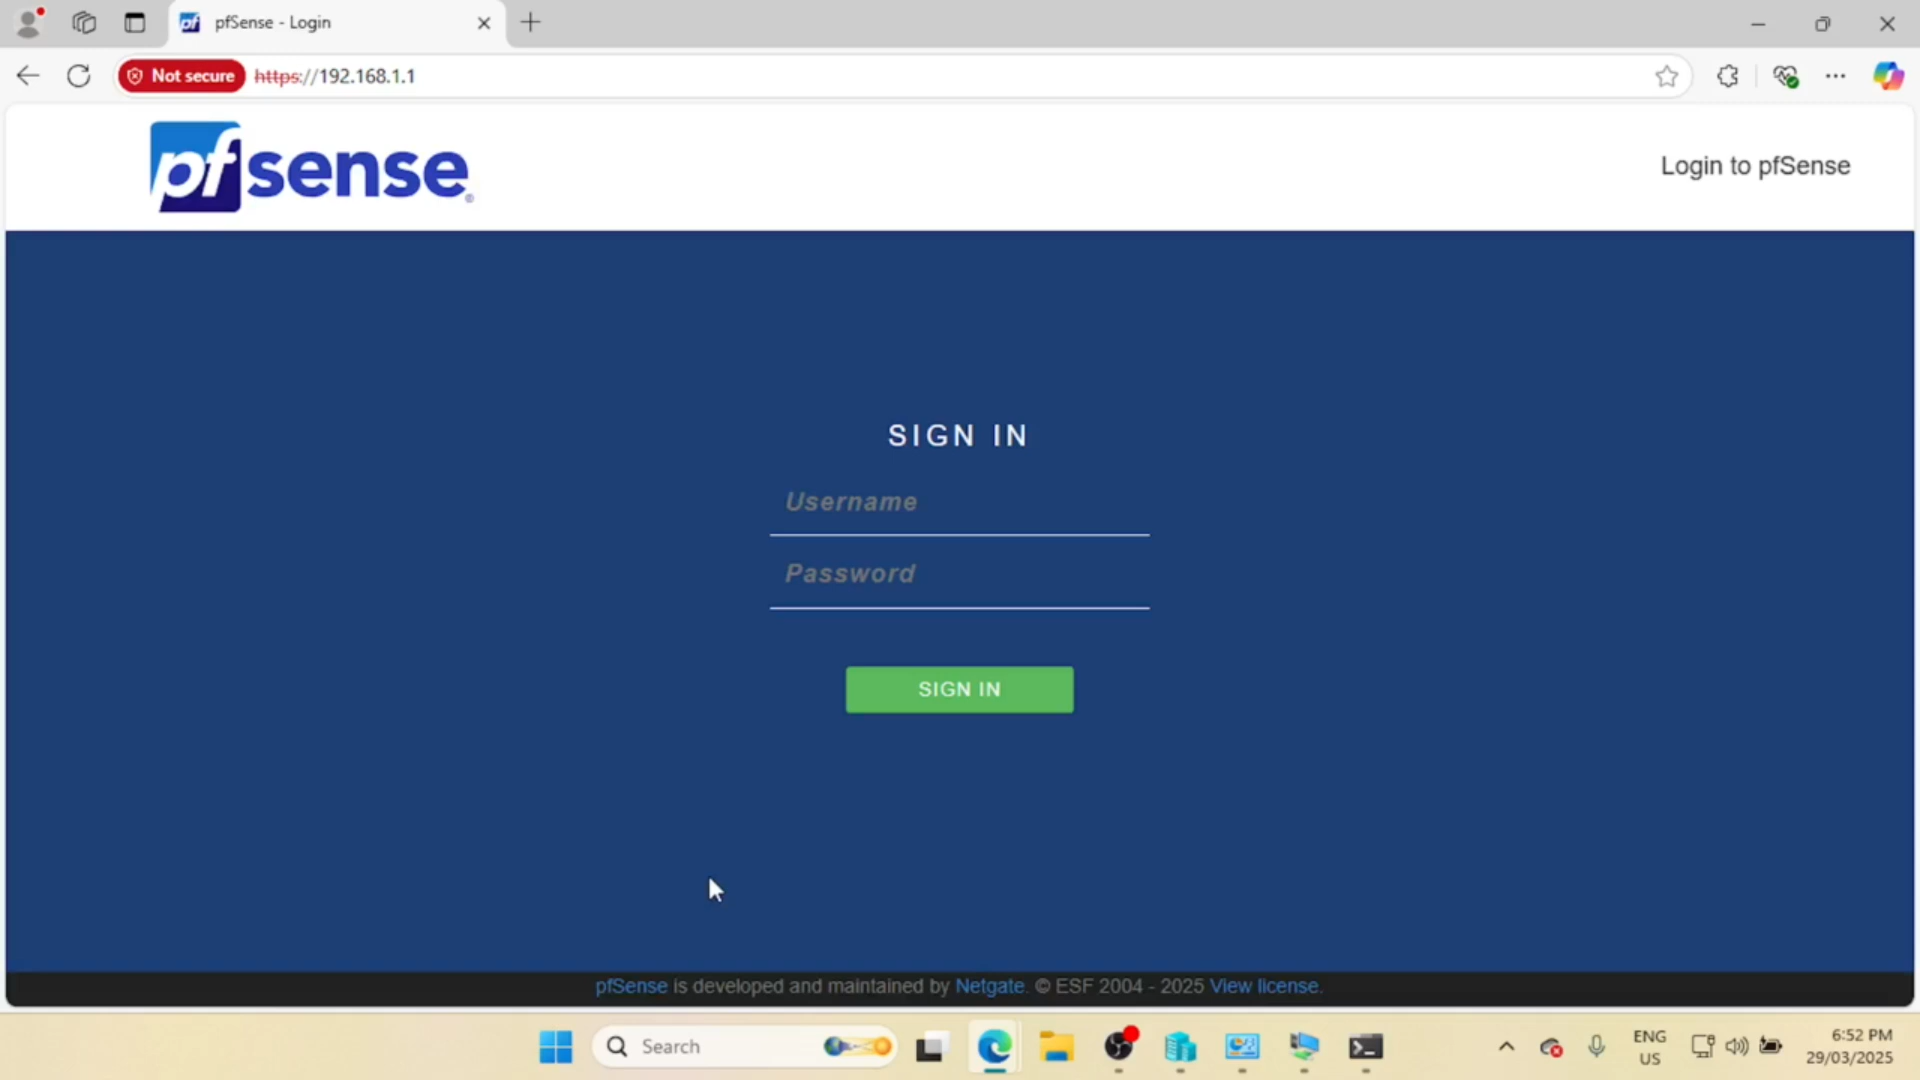 pfSense - Login
Not secure https://192.168.1.1
pfsense
Login to pfSense
SIGN IN
Username
Password
SIGN IN
pfSense is developed and maintained by Netgate. © ESF 2004 - 2025 View license.
Search
ENG
US
6:52 PM
29/03/2025